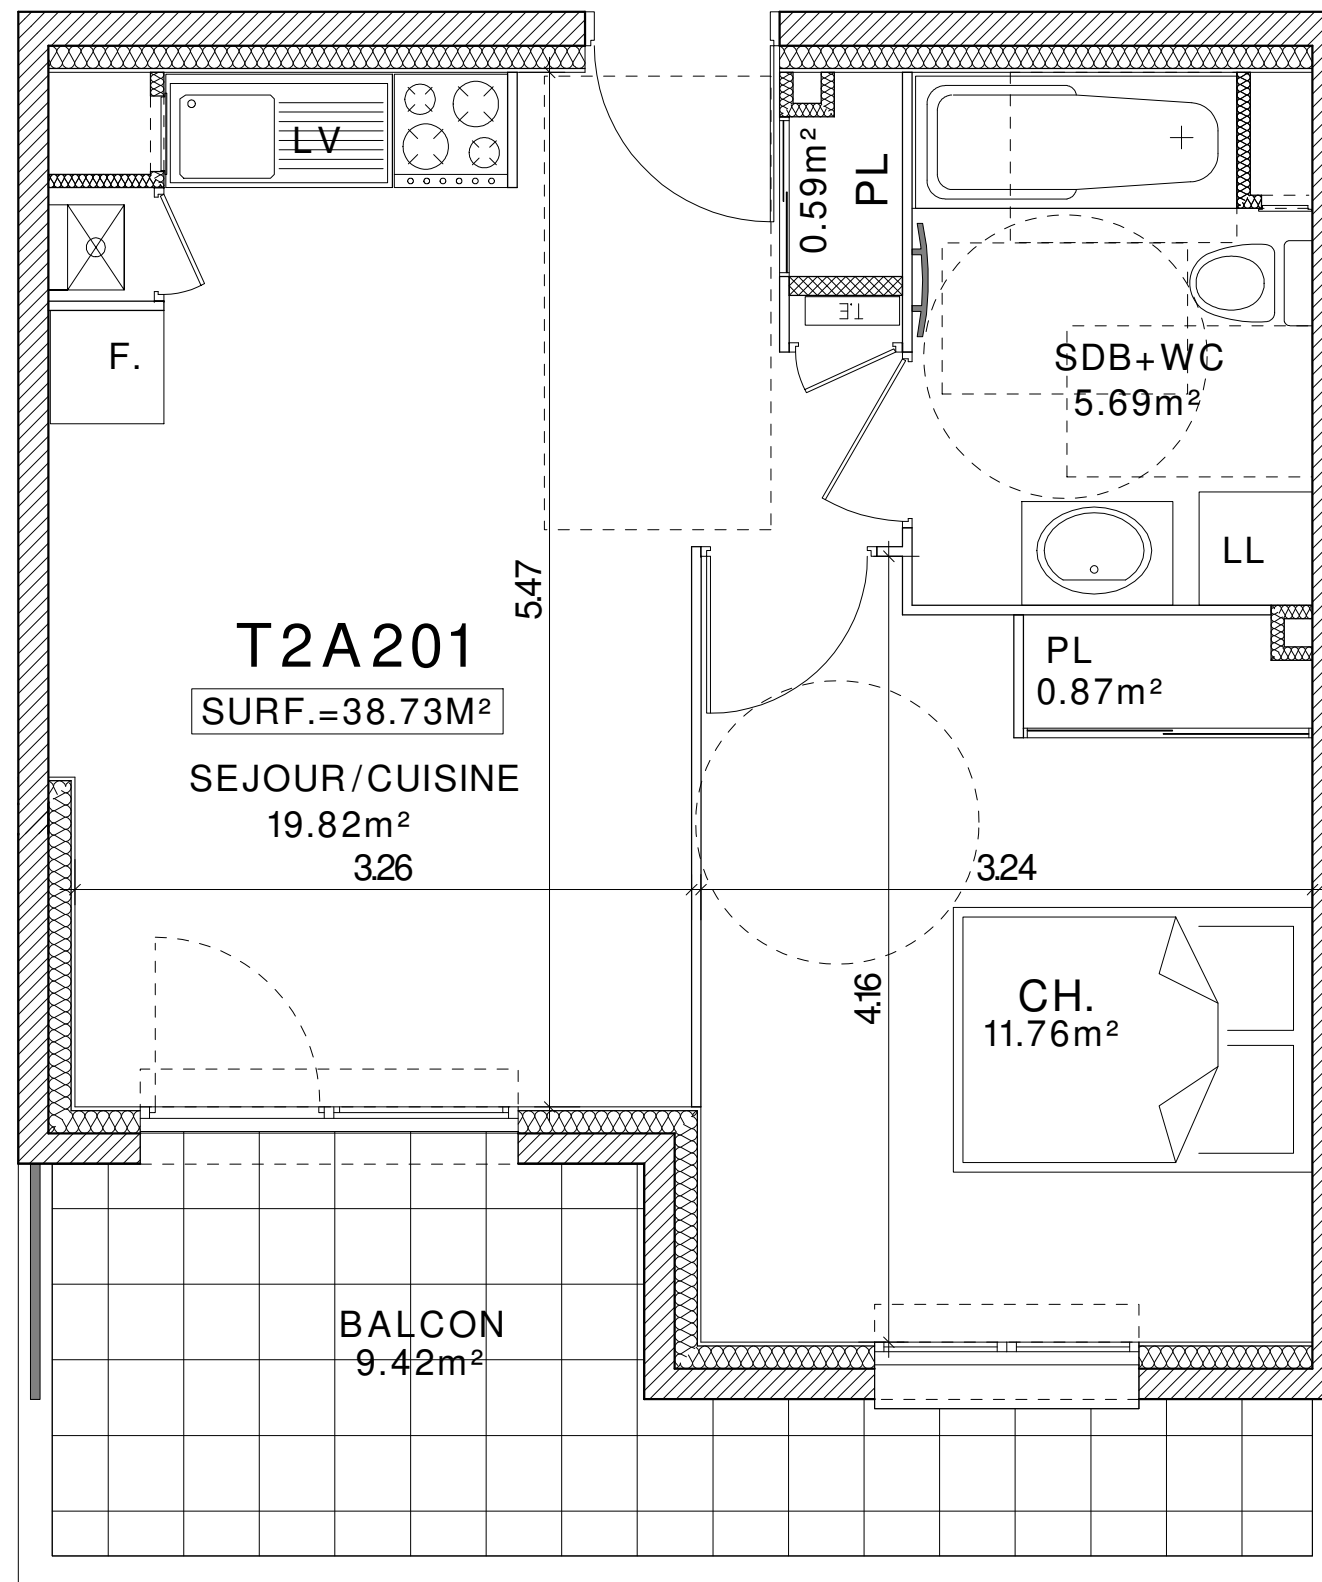 LV
0.59m²
PL
T.E
F.
SDB+WC
5.69m²
LL
5.47
T2A201
SURF.=38.73M²
PL
0.87m²
SEJOUR/CUISINE
19.82m²
3.26
3.24
4.16
CH.
11.76m²
BALCON
9.42m²